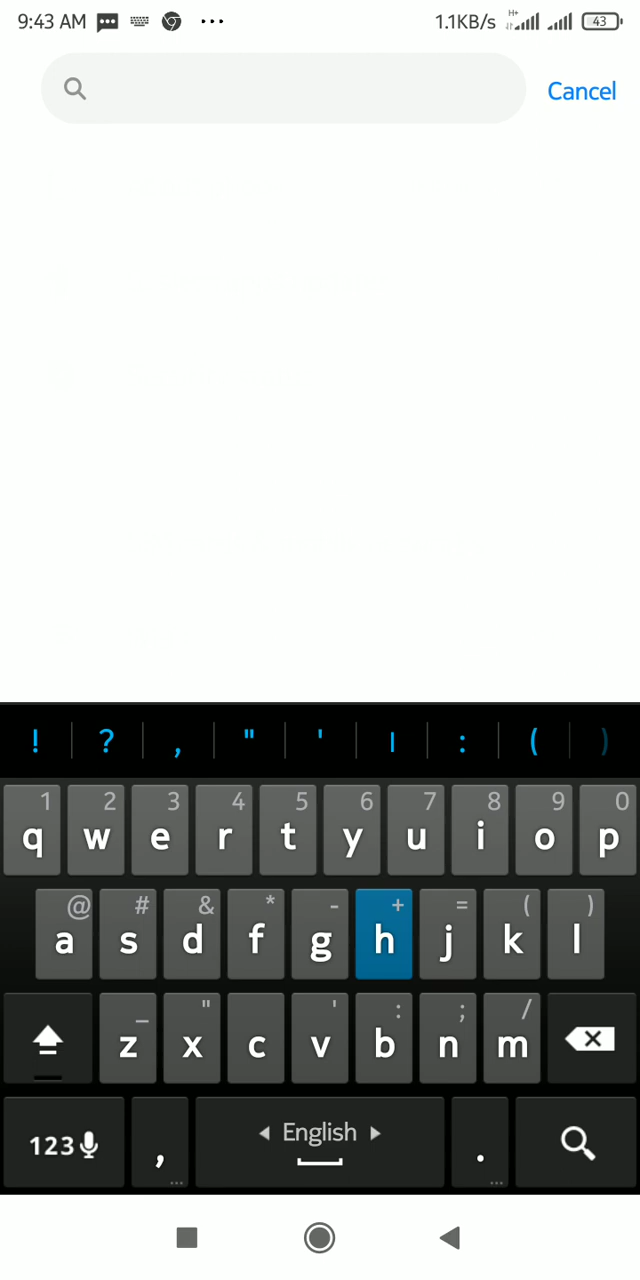 9:43 AM 1.1KB/s H+ 43
Cancel
! ? , " ' । : ( )
1 2 3 4 5 6 7 8 9 0
q w e r t y u i o p
@ # & * - + = ( )
a s d f g h j k l
_ " ' : ; /
z x c v b n m
123 , English .
... ...